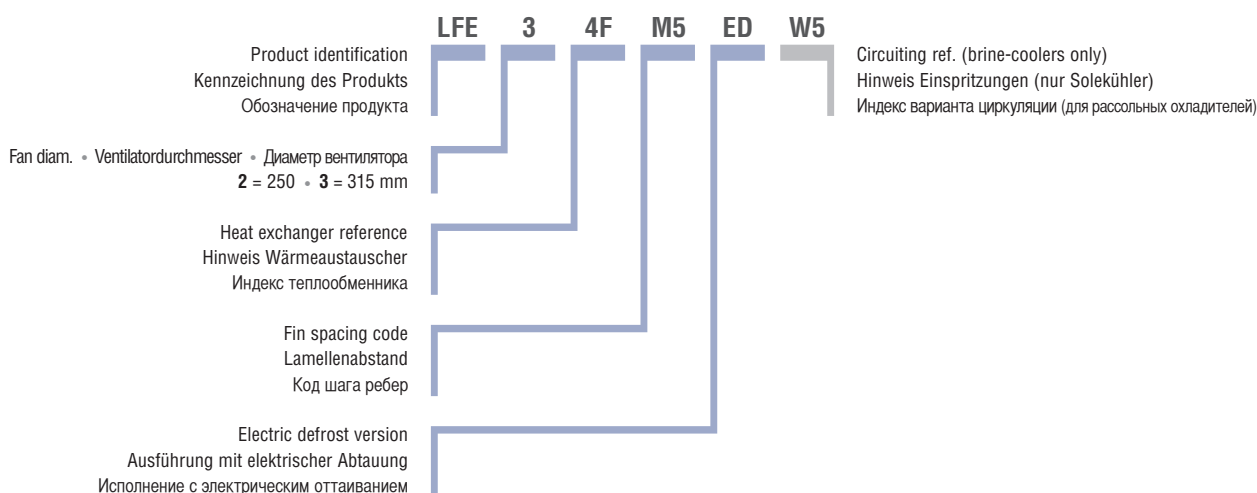 LFE 3 4F M5 ED W5
Product identification
Kennzeichnung des Produkts
Обозначение продукта
Circuiting ref. (brine-coolers only)
Hinweis Einspritzungen (nur Solekühler)
Индекс варианта циркуляции (для рассольных охладителей)
Fan diam. • Ventilatordurchmesser • Диаметр вентилятора
2 = 250 • 3 = 315 mm
Heat exchanger reference
Hinweis Wärmeaustauscher
Индекс теплообменника
Fin spacing code
Lamellenabstand
Код шага ребер
Electric defrost version
Ausführung mit elektrischer Abtauung
Исполнение с электрическим оттаиванием